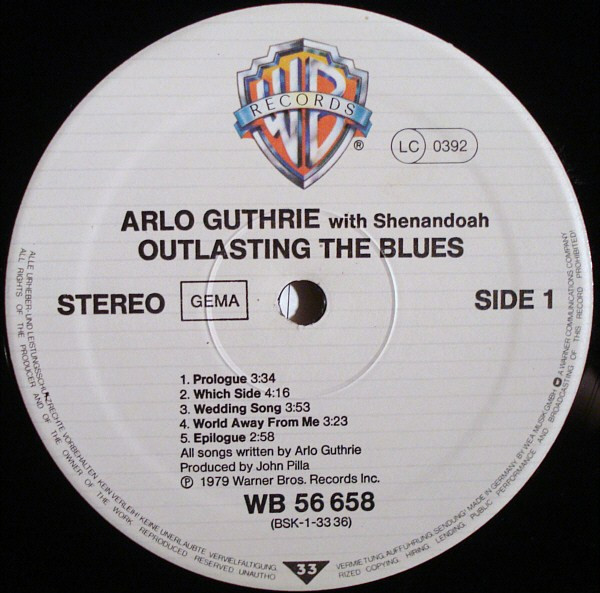 WB
RECORDS
®
LC 0392
ARLO GUTHRIE with Shenandoah
OUTLASTING THE BLUES
STEREO
GEMA
SIDE 1
1. Prologue 3:34
2. Which Side 4:16
3. Wedding Song 3:53
4. World Away From Me 3:23
5. Epilogue 2:58
All songs written by Arlo Guthrie
Produced by John Pilla
℗ 1979 Warner Bros. Records Inc.
WB 56 658
(BSK-1-33 36)
33
ALLE URHEBER- UND LEISTUNGSSCHUTZRECHTE VORBEHALTEN. KEIN VERLEIH! KEINE UNERLAUBTE VERVIELFÄLTIGUNG, VERMIETUNG, AUFFÜHRUNG, SENDUNG! MADE IN GERMANY BY WEA MUSIK GMBH A WARNER COMMUNICATIONS COMPANY
ALL RIGHTS OF THE PRODUCER AND OF THE OWNER OF THE WORK REPRODUCED RESERVED UNAUTHORIZED COPYING, HIRING, LENDING, PUBLIC PERFORMANCE AND BROADCASTING OF THIS RECORD PROHIBITED!